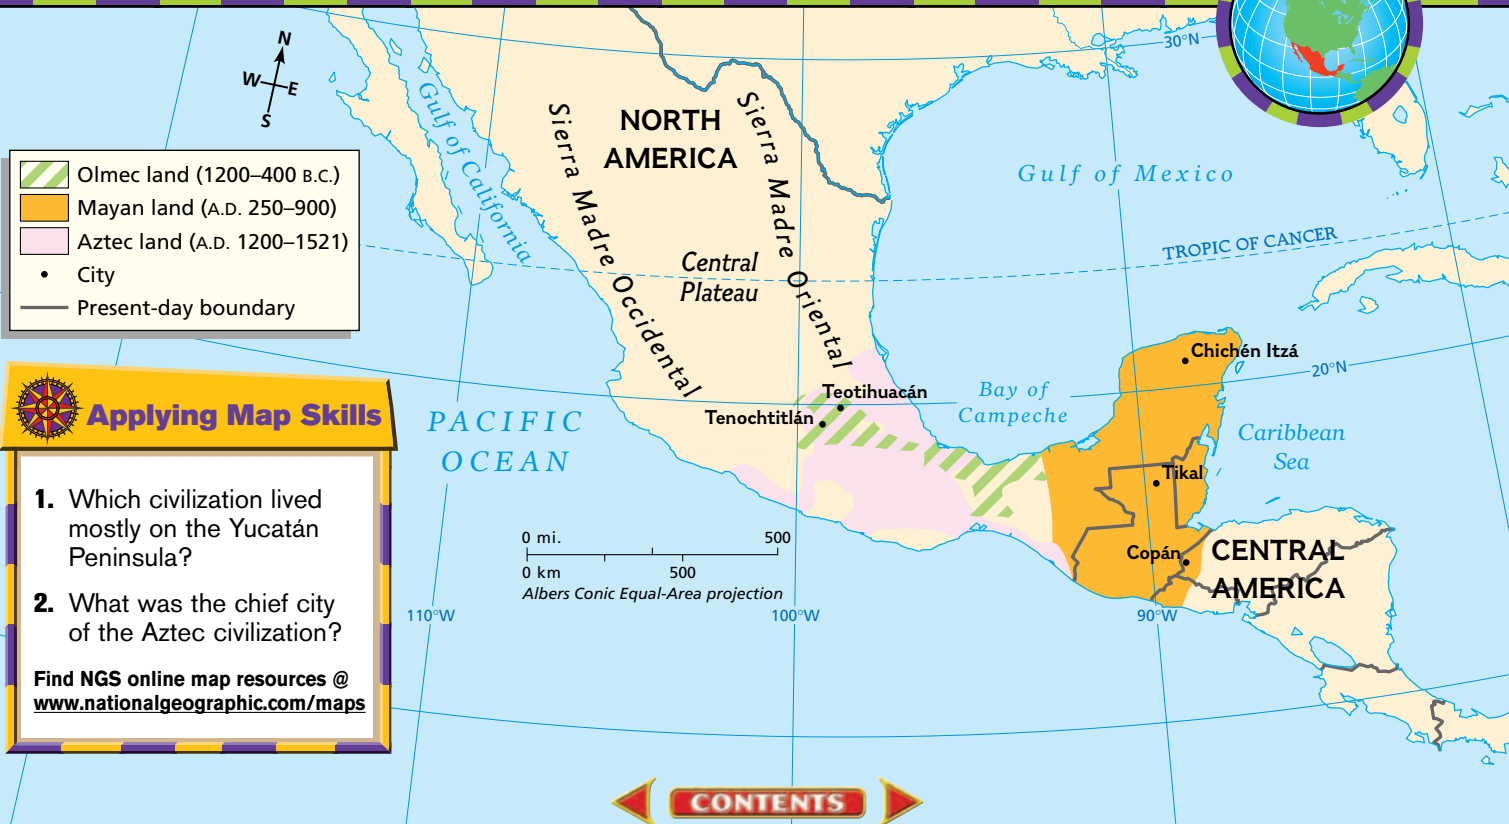 30°N
N
W
E
S
Gulf of California
Sierra Madre Occidental
NORTH
AMERICA
Sierra Madre Oriental
Gulf of Mexico
Olmec land (1200–400 B.C.)
Mayan land (A.D. 250–900)
Aztec land (A.D. 1200–1521)
City
Present-day boundary
TROPIC OF CANCER
Central
Plateau
Chichén Itzá
20°N
Teotihuacán
Tenochtitlán
Bay of
Campeche
PACIFIC
OCEAN
Caribbean
Sea
Tikal
Copán
CENTRAL
AMERICA
0 mi.
500
0 km
500
Albers Conic Equal-Area projection
110°W
100°W
90°W
Applying Map Skills
1. Which civilization lived
mostly on the Yucatán
Peninsula?
2. What was the chief city
of the Aztec civilization?
Find NGS online map resources @
www.nationalgeographic.com/maps
CONTENTS